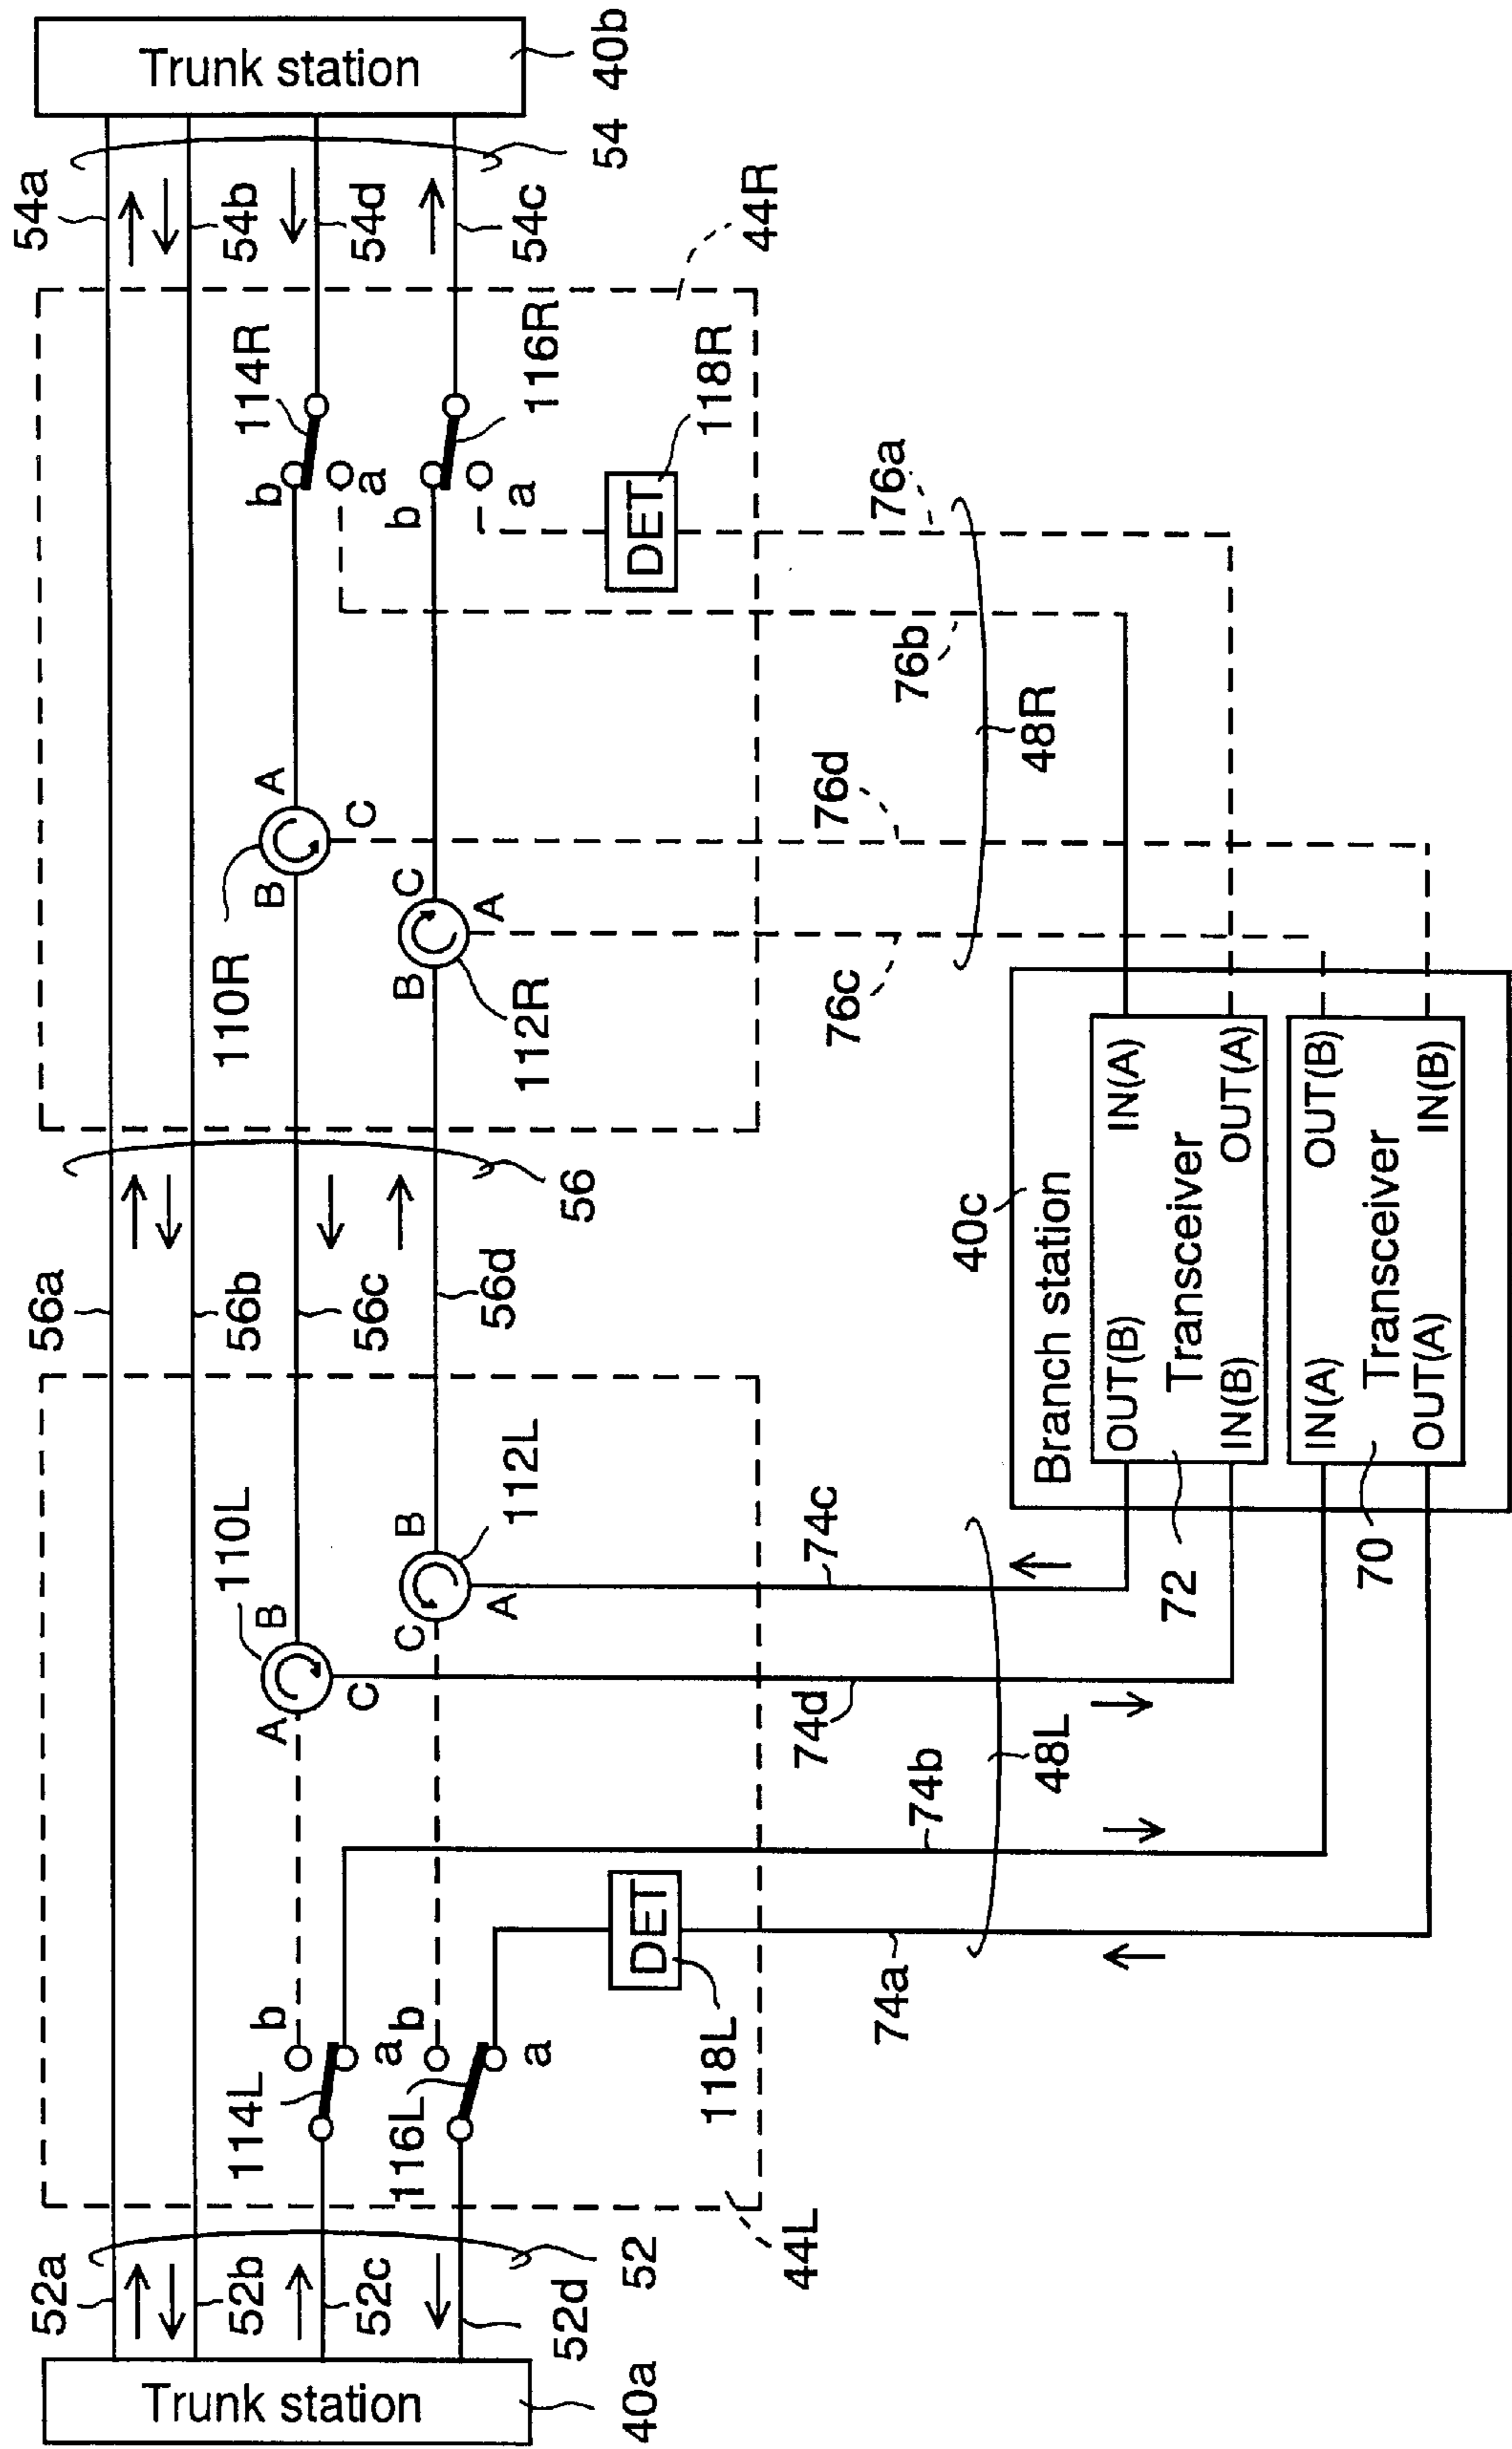 Trunk station
40a
52a
52b
52c
52d
52
44L
114L
b
a
116L
b
a
118L
DET
110L
A
B
C
112L
C
B
A
74a
74b
74c
74d
48L
56a
56b
56c
56d
56
110R
B
A
C
112R
B
C
A
114R
b
a
116R
b
a
118R
DET
44R
76a
76b
76c
76d
48R
54a
54b
54d
54c
54
Trunk station
40b
Branch station
40c
OUT(B)
IN(A)
Transceiver
72
IN(B)
OUT(A)
IN(A)
OUT(B)
Transceiver
70
OUT(A)
IN(B)